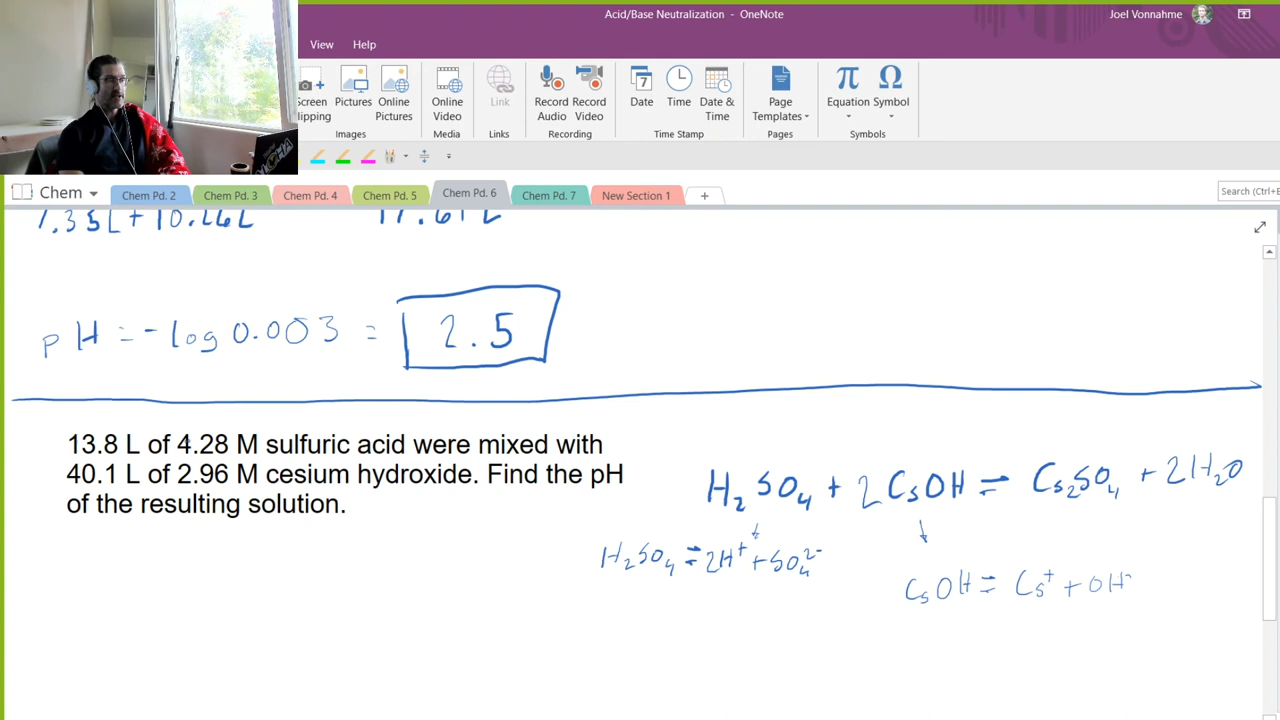 Acid/Base Neutralization - OneNote
Joel Vonnahme
View Help
Screen Clipping
Pictures
Online Pictures
Online Video
Link
Record Audio
Record Video
Date
Time
Date & Time
Page Templates
Equation
Symbol
Images
Media
Links
Recording
Time Stamp
Pages
Symbols
Chem
Chem Pd. 2
Chem Pd. 3
Chem Pd. 4
Chem Pd. 5
Chem Pd. 6
Chem Pd. 7
New Section 1
+
Search (Ctrl+E
17.61 L
pH = -log 0.003 = 2.5
13.8 L of 4.28 M sulfuric acid were mixed with
40.1 L of 2.96 M cesium hydroxide. Find the pH
of the resulting solution.
H₂SO₄ + 2CsOH ⇌ Cs₂SO₄ + 2H₂O
H₂SO₄ ⇌ 2H⁺ + SO₄²⁻
CsOH ⇌ Cs⁺ + OH⁻